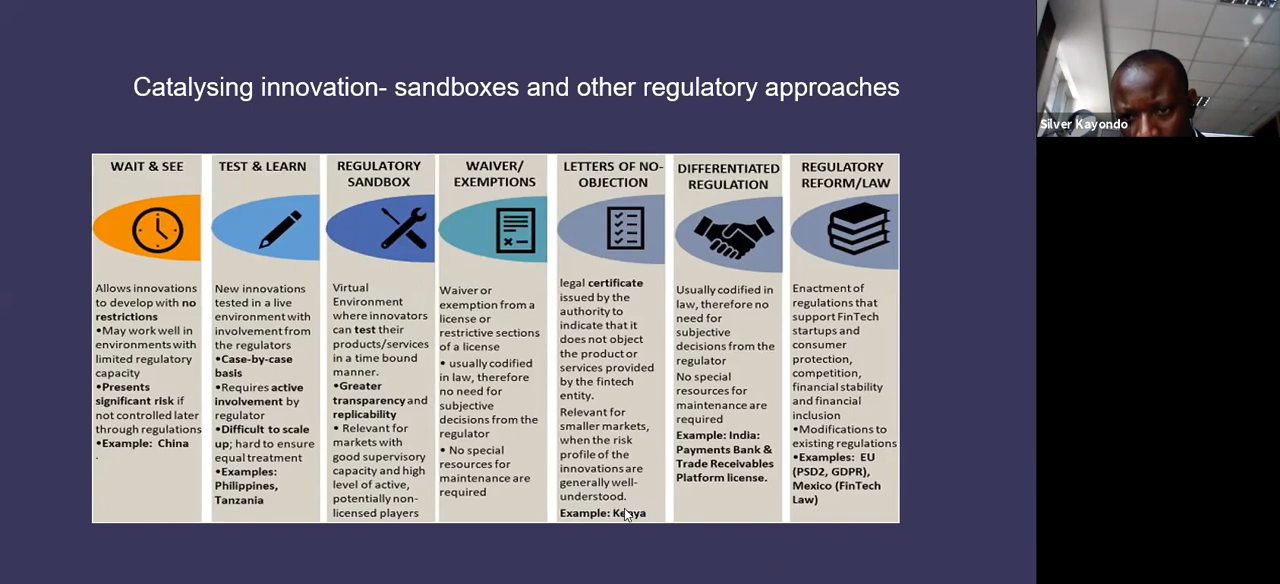 Catalysing innovation- sandboxes and other regulatory approaches
Silver Kayondo
WAIT & SEE
Allows innovations
to develop with no
restrictions
•May work well in
environments with
limited regulatory
capacity
•Presents
significant risk if
not controlled later
through regulations
•Example: China
.
TEST & LEARN
New innovations
tested in a live
environment with
involvement from
the regulators
•Case-by-case
basis
•Requires active
involvement by
regulator
•Difficult to scale
up; hard to ensure
equal treatment
•Examples:
Philippines,
Tanzania
REGULATORY
SANDBOX
Virtual
Environment
where innovators
can test their
products/services
in a time bound
manner.
•Greater
transparency and
replicability
• Relevant for
markets with
good supervisory
capacity and high
level of active,
potentially non-
licensed players
WAIVER/
EXEMPTIONS
Waiver or
exemption from a
license or
restrictive sections
of a license
• usually codified
in law, therefore
no need for
subjective
decisions from the
regulator
• No special
resources for
maintenance are
required
LETTERS OF NO-
OBJECTION
legal certificate
issued by the
authority to
indicate that it
does not object
the product or
services provided
by the fintech
entity.
Relevant for
smaller markets,
when the risk
profile of the
innovations are
generally well-
understood.
Example: Kenya
DIFFERENTIATED
REGULATION
Usually codified in
law, therefore no
need for
subjective
decisions from the
regulator
No special
resources for
maintenance are
required
Example: India:
Payments Bank &
Trade Receivables
Platform license.
REGULATORY
REFORM/LAW
Enactment of
regulations that
support FinTech
startups and
consumer
protection,
competition,
financial stability
and financial
inclusion
•Modifications to
existing regulations
•Examples: EU
(PSD2, GDPR),
Mexico (FinTech
Law)